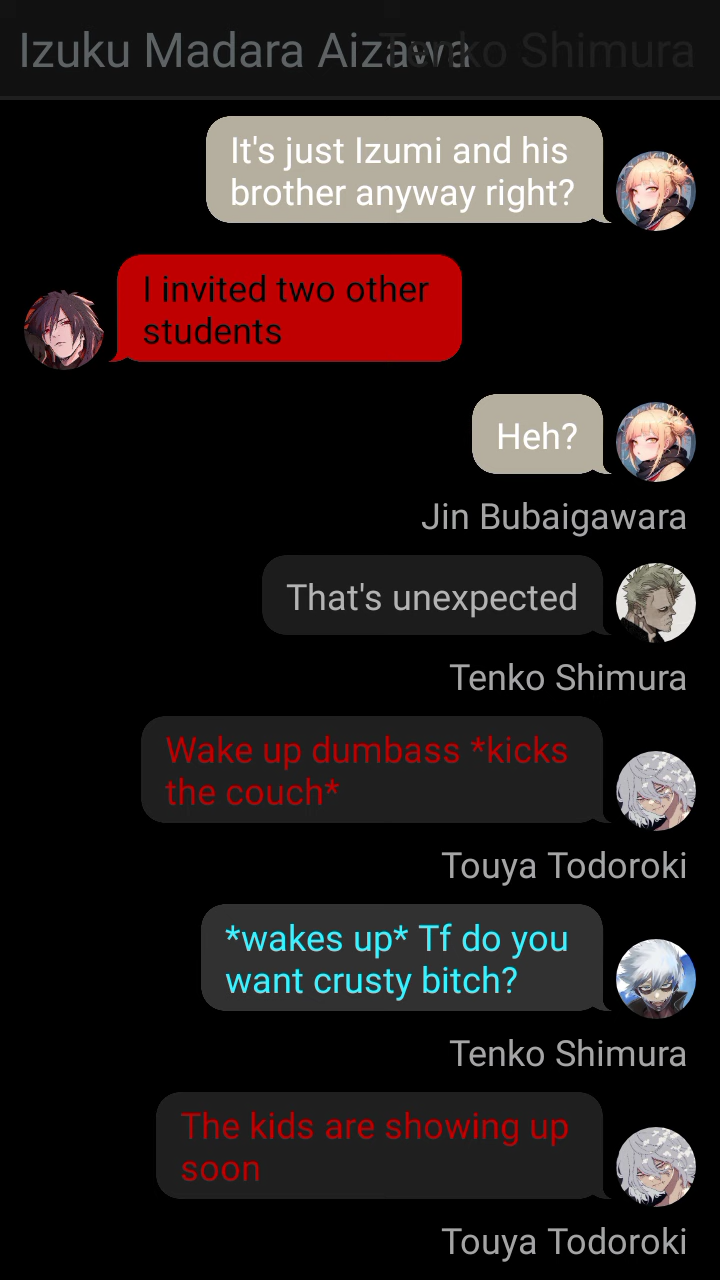 Izuku Madara Aizawa
Tenko Shimura
It's just Izumi and his
brother anyway right?
I invited two other
students
Heh?
Jin Bubaigawara
That's unexpected
Tenko Shimura
Wake up dumbass *kicks
the couch*
Touya Todoroki
*wakes up* Tf do you
want crusty bitch?
Tenko Shimura
The kids are showing up
soon
Touya Todoroki